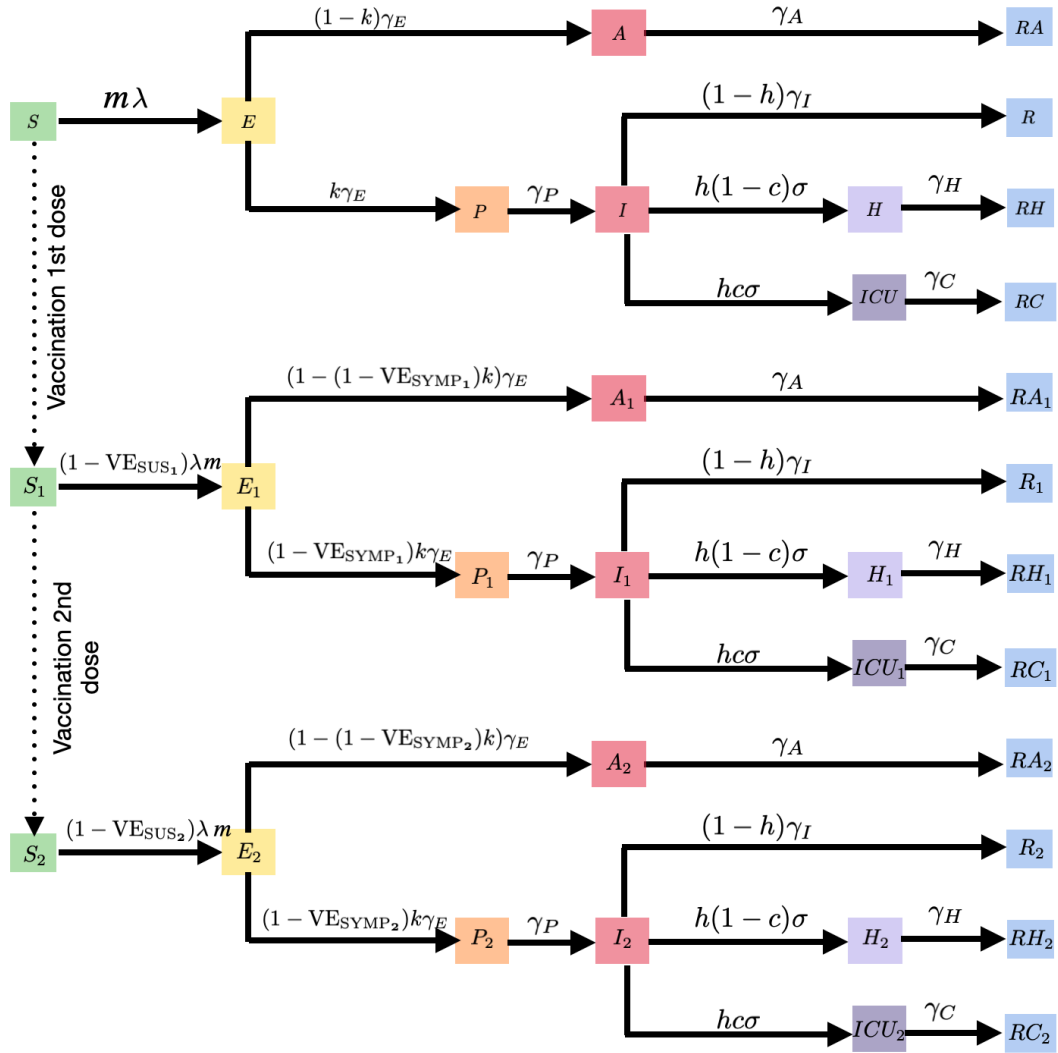 (1 − k)γ_E
A
γ_A
RA
S
mλ
E
(1 − h)γ_I
R
kγ_E
P
γ_P
I
h(1 − c)σ
H
γ_H
RH
hcσ
ICU
γ_C
RC
Vaccination 1st dose
(1 − (1 − VE_SYMP₁)k)γ_E
A₁
γ_A
RA₁
S₁
(1 − VE_SUS₁)λ m
E₁
(1 − h)γ_I
R₁
(1 − VE_SYMP₁)kγ_E
P₁
γ_P
I₁
h(1 − c)σ
H₁
γ_H
RH₁
hcσ
ICU₁
γ_C
RC₁
Vaccination 2nd
dose
(1 − (1 − VE_SYMP₂)k)γ_E
A₂
γ_A
RA₂
S₂
(1 − VE_SUS₂)λ m
E₂
(1 − h)γ_I
R₂
(1 − VE_SYMP₂)kγ_E
P₂
γ_P
I₂
h(1 − c)σ
H₂
γ_H
RH₂
hcσ
ICU₂
γ_C
RC₂